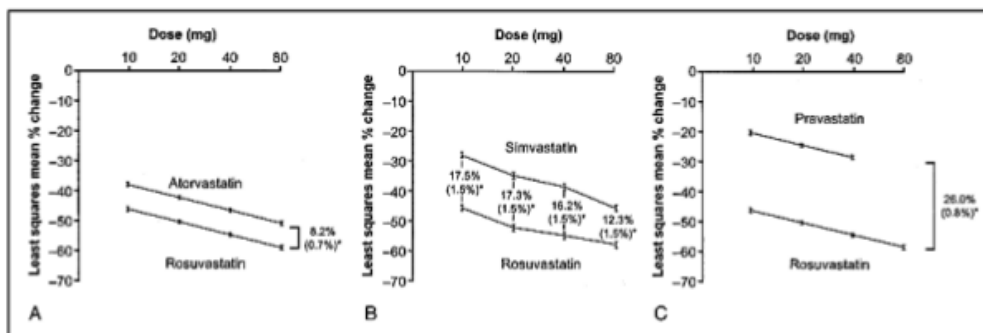 Dose (mg)
10 20 40 80
0
−10
−20
−30
−40
−50
−60
−70
Least squares mean % change
Atorvastatin
8.2%
(0.7%)*
Rosuvastatin
A
Dose (mg)
10 20 40 80
0
−10
−20
−30
−40
−50
−60
−70
Least squares mean % change
Simvastatin
17.5%
(1.5%)*
17.3%
(1.5%)*
16.2%
(1.5%)*
12.3%
(1.5%)*
Rosuvastatin
B
Dose (mg)
10 20 40 80
0
−10
−20
−30
−40
−50
−60
−70
Least squares mean % change
Pravastatin
26.0%
(0.8%)*
Rosuvastatin
C